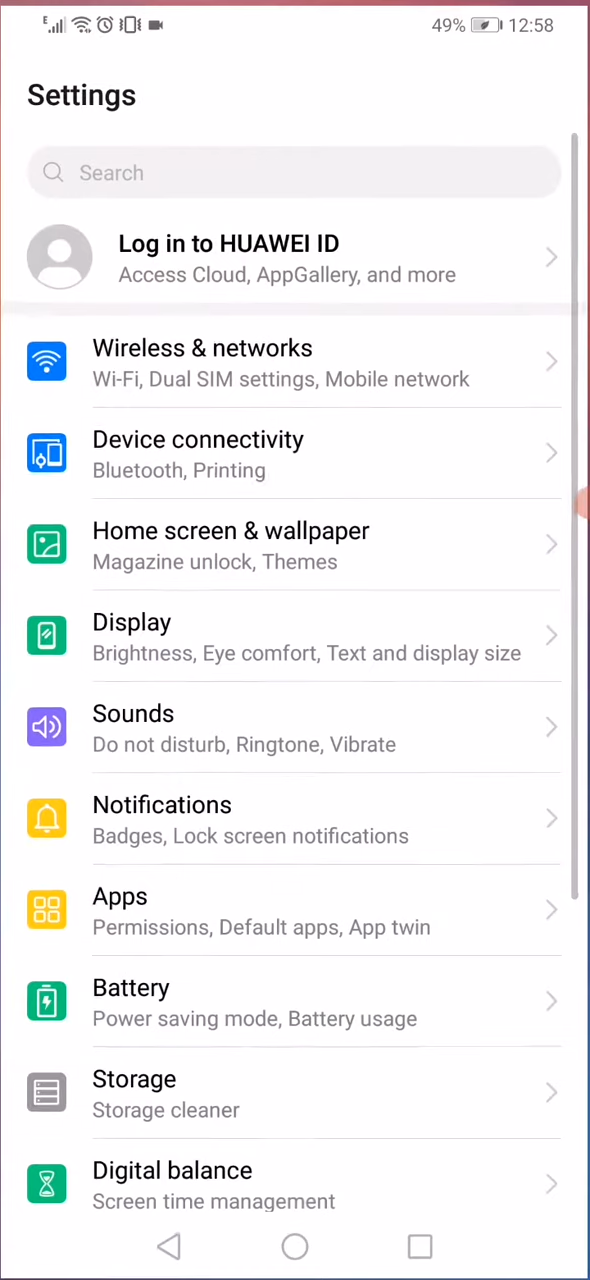 E 49% 12:58
Settings
Search
Log in to HUAWEI ID
Access Cloud, AppGallery, and more
Wireless & networks
Wi-Fi, Dual SIM settings, Mobile network
Device connectivity
Bluetooth, Printing
Home screen & wallpaper
Magazine unlock, Themes
Display
Brightness, Eye comfort, Text and display size
Sounds
Do not disturb, Ringtone, Vibrate
Notifications
Badges, Lock screen notifications
Apps
Permissions, Default apps, App twin
Battery
Power saving mode, Battery usage
Storage
Storage cleaner
Digital balance
Screen time management